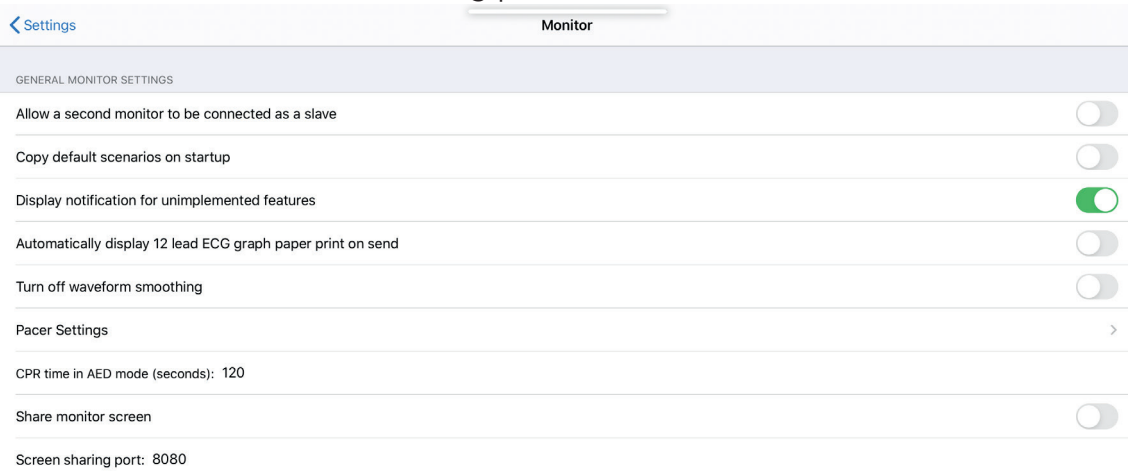 Settings
Monitor
GENERAL MONITOR SETTINGS
Allow a second monitor to be connected as a slave
Copy default scenarios on startup
Display notification for unimplemented features
Automatically display 12 lead ECG graph paper print on send
Turn off waveform smoothing
Pacer Settings
CPR time in AED mode (seconds): 120
Share monitor screen
Screen sharing port: 8080